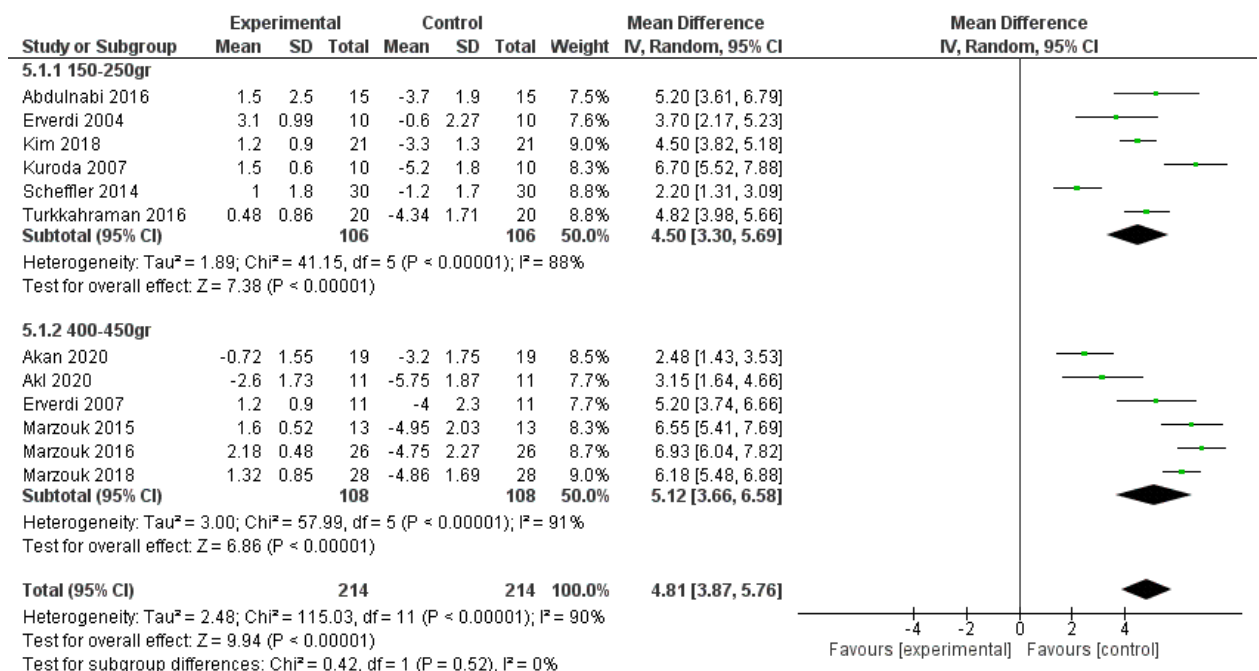 Experimental Control Mean Difference Mean Difference
Study or Subgroup Mean SD Total Mean SD Total Weight IV, Random, 95% CI IV, Random, 95% CI
5.1.1 150-250gr
Abdulnabi 2016 1.5 2.5 15 -3.7 1.9 15 7.5% 5.20 [3.61, 6.79]
Erverdi 2004 3.1 0.99 10 -0.6 2.27 10 7.6% 3.70 [2.17, 5.23]
Kim 2018 1.2 0.9 21 -3.3 1.3 21 9.0% 4.50 [3.82, 5.18]
Kuroda 2007 1.5 0.6 10 -5.2 1.8 10 8.3% 6.70 [5.52, 7.88]
Scheffler 2014 1 1.8 30 -1.2 1.7 30 8.8% 2.20 [1.31, 3.09]
Turkkahraman 2016 0.48 0.86 20 -4.34 1.71 20 8.8% 4.82 [3.98, 5.66]
Subtotal (95% CI) 106 106 50.0% 4.50 [3.30, 5.69]
Heterogeneity: Tau² = 1.89; Chi² = 41.15, df = 5 (P < 0.00001); I² = 88%
Test for overall effect: Z = 7.38 (P < 0.00001)
5.1.2 400-450gr
Akan 2020 -0.72 1.55 19 -3.2 1.75 19 8.5% 2.48 [1.43, 3.53]
Akl 2020 -2.6 1.73 11 -5.75 1.87 11 7.7% 3.15 [1.64, 4.66]
Erverdi 2007 1.2 0.9 11 -4 2.3 11 7.7% 5.20 [3.74, 6.66]
Marzouk 2015 1.6 0.52 13 -4.95 2.03 13 8.3% 6.55 [5.41, 7.69]
Marzouk 2016 2.18 0.48 26 -4.75 2.27 26 8.7% 6.93 [6.04, 7.82]
Marzouk 2018 1.32 0.85 28 -4.86 1.69 28 9.0% 6.18 [5.48, 6.88]
Subtotal (95% CI) 108 108 50.0% 5.12 [3.66, 6.58]
Heterogeneity: Tau² = 3.00; Chi² = 57.99, df = 5 (P < 0.00001); I² = 91%
Test for overall effect: Z = 6.86 (P < 0.00001)
Total (95% CI) 214 214 100.0% 4.81 [3.87, 5.76]
Heterogeneity: Tau² = 2.48; Chi² = 115.03, df = 11 (P < 0.00001); I² = 90%
Test for overall effect: Z = 9.94 (P < 0.00001)
Test for subgroup differences: Chi² = 0.42, df = 1 (P = 0.52), I² = 0%
-4 -2 0 2 4
Favours [experimental] Favours [control]